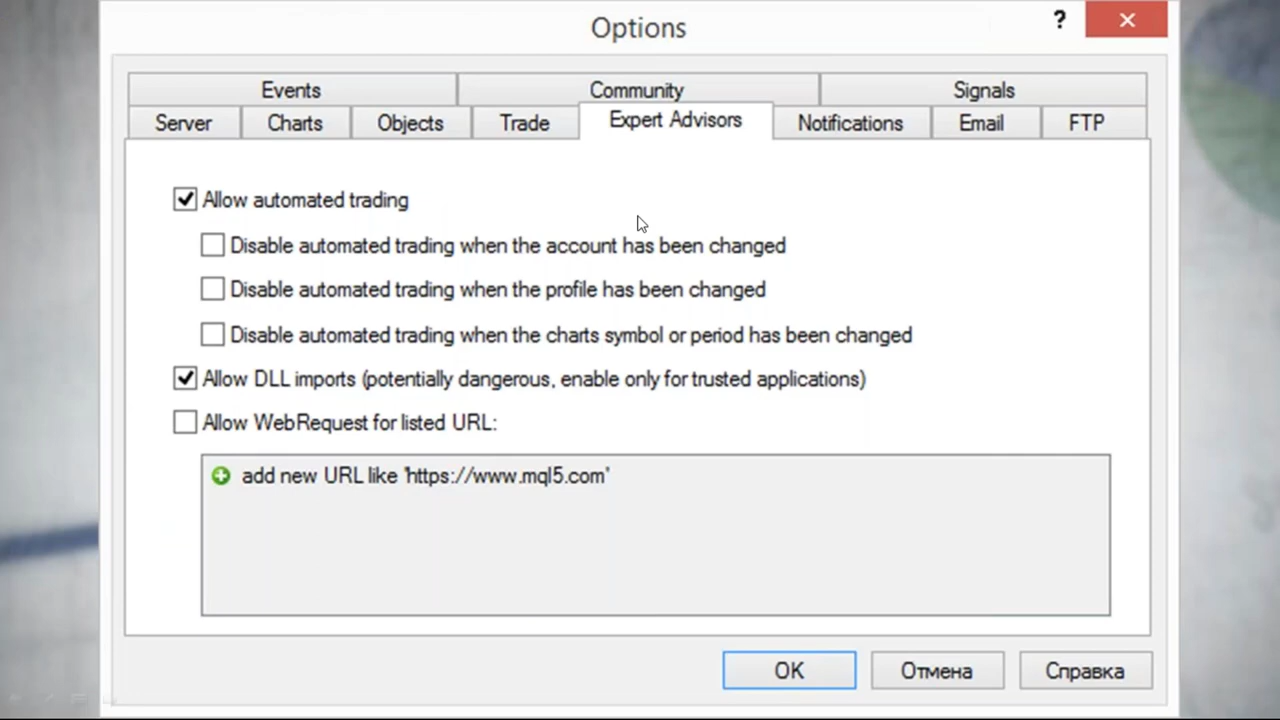 Options
?
Events Community Signals
Server Charts Objects Trade Expert Advisors Notifications Email FTP
Allow automated trading
Disable automated trading when the account has been changed
Disable automated trading when the profile has been changed
Disable automated trading when the charts symbol or period has been changed
Allow DLL imports (potentially dangerous, enable only for trusted applications)
Allow WebRequest for listed URL:
add new URL like 'https://www.mql5.com'
OK Отмена Справка